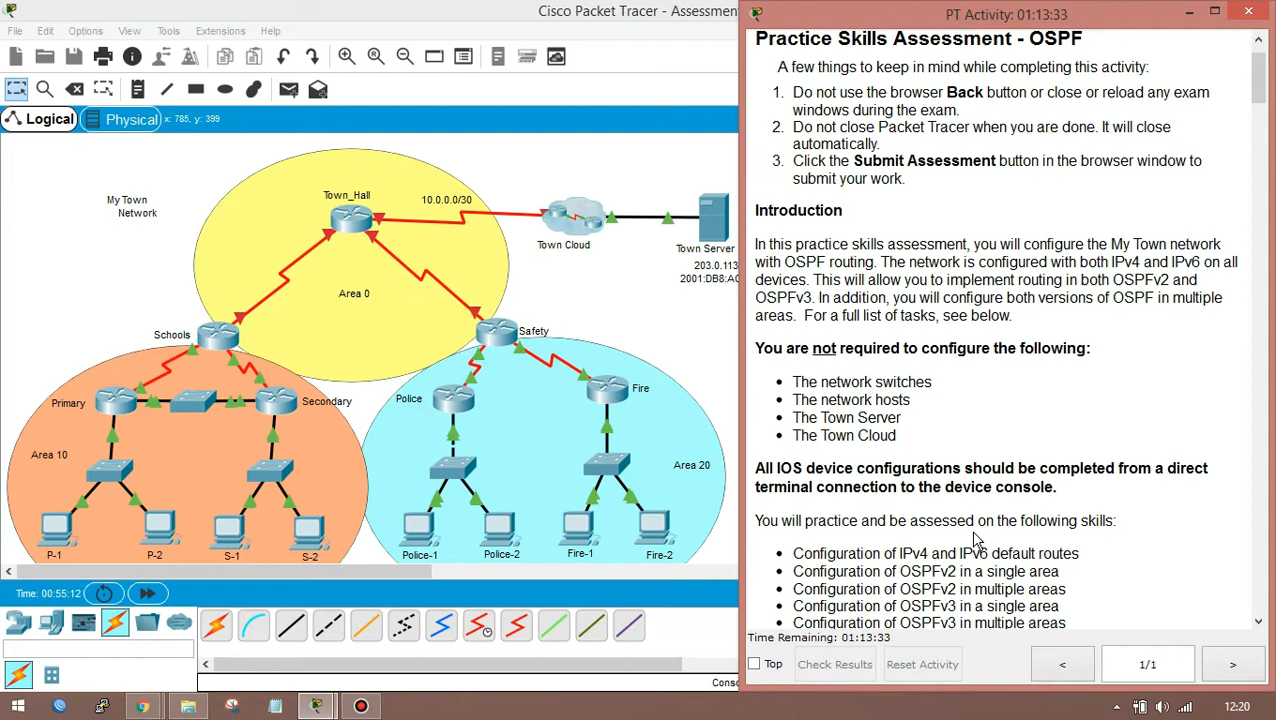 Cisco Packet Tracer - Assessment
File Edit Options View Tools Extensions Help
Logical Physical x: 785, y: 399
My Town
Network
Town_Hall
10.0.0.0/30
Town Cloud
Town Server
203.0.113
2001:DB8:AC
Area 0
Schools
Safety
Primary
Secondary
Police
Fire
Area 10
Area 20
P-1
P-2
S-1
S-2
Police-1
Police-2
Fire-1
Fire-2
Time: 00:55:12
Conso
PT Activity: 01:13:33
Practice Skills Assessment - OSPF
A few things to keep in mind while completing this activity:
1. Do not use the browser Back button or close or reload any exam
windows during the exam.
2. Do not close Packet Tracer when you are done. It will close
automatically.
3. Click the Submit Assessment button in the browser window to
submit your work.
Introduction
In this practice skills assessment, you will configure the My Town network
with OSPF routing. The network is configured with both IPv4 and IPv6 on all
devices. This will allow you to implement routing in both OSPFv2 and
OSPFv3. In addition, you will configure both versions of OSPF in multiple
areas. For a full list of tasks, see below.
You are not required to configure the following:
• The network switches
• The network hosts
• The Town Server
• The Town Cloud
All IOS device configurations should be completed from a direct
terminal connection to the device console.
You will practice and be assessed on the following skills:
• Configuration of IPv4 and IPv6 default routes
• Configuration of OSPFv2 in a single area
• Configuration of OSPFv2 in multiple areas
• Configuration of OSPFv3 in a single area
• Configuration of OSPFv3 in multiple areas
Time Remaining: 01:13:33
Top Check Results Reset Activity < 1/1 >
12:20